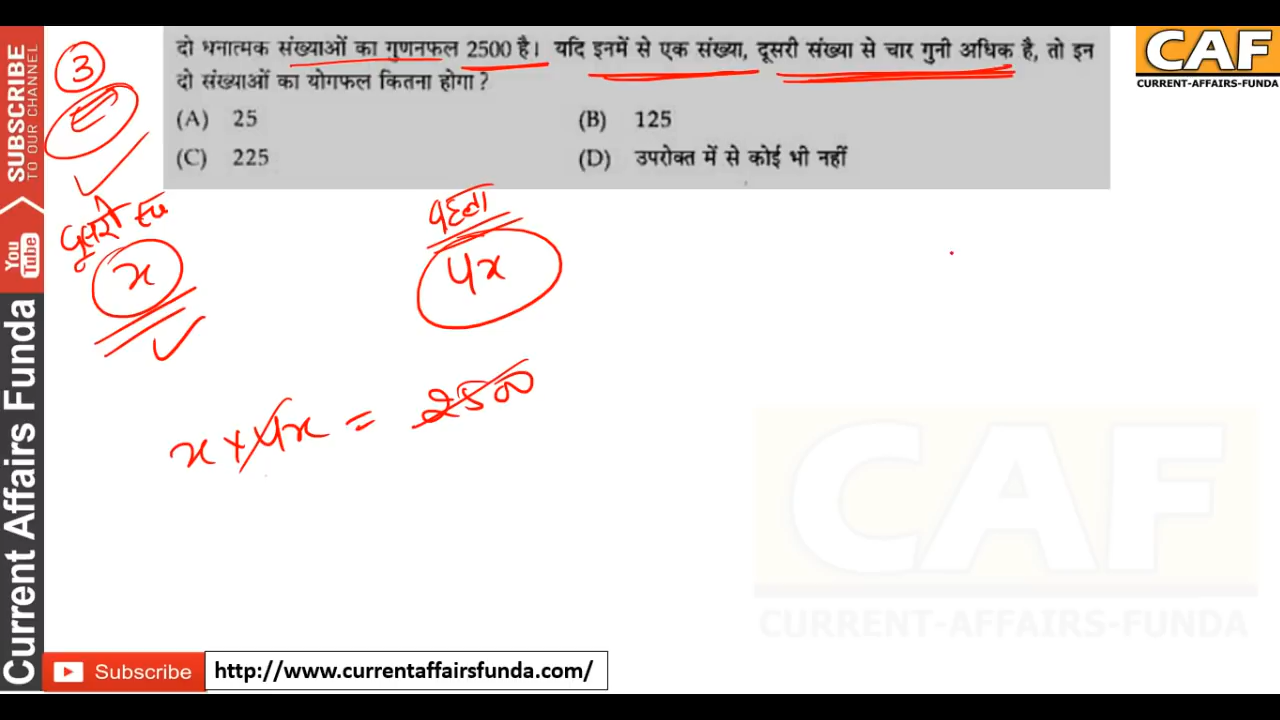 SUBSCRIBE
TO OUR CHANNEL
You
Tube
Current Affairs Funda
3
E
दो धनात्मक संख्याओं का गुणनफल 2500 है। यदि इनमें से एक संख्या, दूसरी संख्या से चार गुनी अधिक है, तो इन
दो संख्याओं का योगफल कितना होगा ?
(A) 25
(B) 125
(C) 225
(D) उपरोक्त में से कोई भी नहीं
CAF
CURRENT-AFFAIRS-FUNDA
दूसरी
x
4x
x × 4x = 2500
CAF
CURRENT-AFFAIRS-FUNDA
Subscribe
http://www.currentaffairsfunda.com/